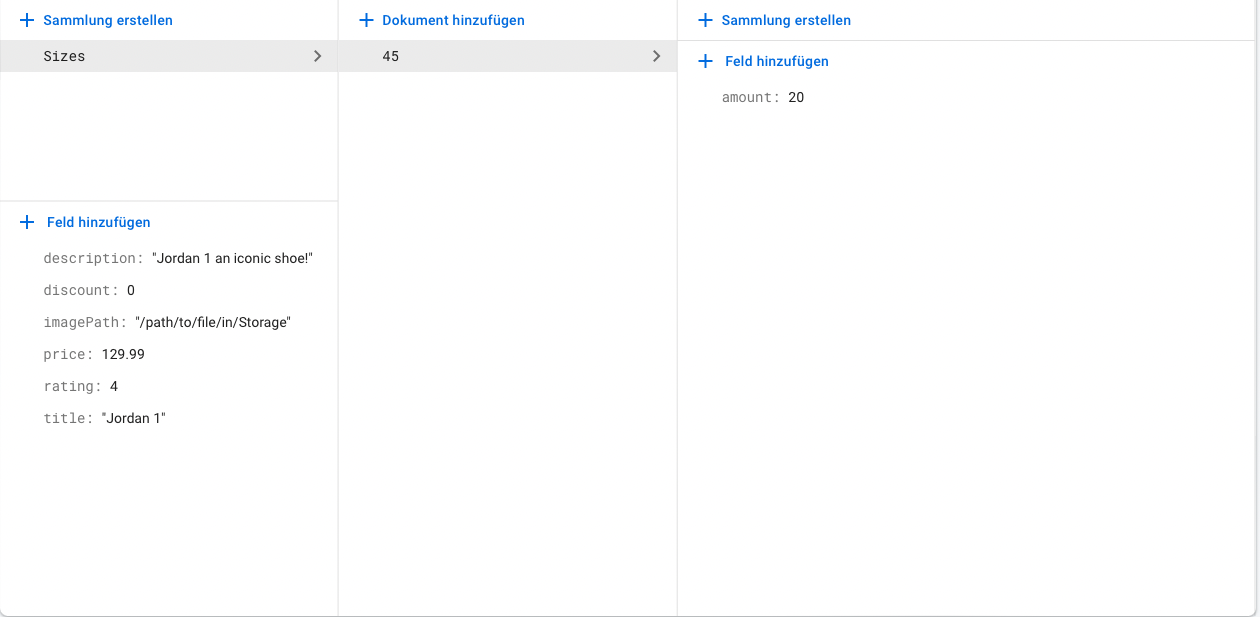 Sammlung erstellen
Sizes
Feld hinzufügen
description: "Jordan 1 an iconic shoe!"
discount: 0
imagePath: "/path/to/file/in/Storage"
price: 129.99
rating: 4
title: "Jordan 1"
Dokument hinzufügen
45
Sammlung erstellen
Feld hinzufügen
amount: 20